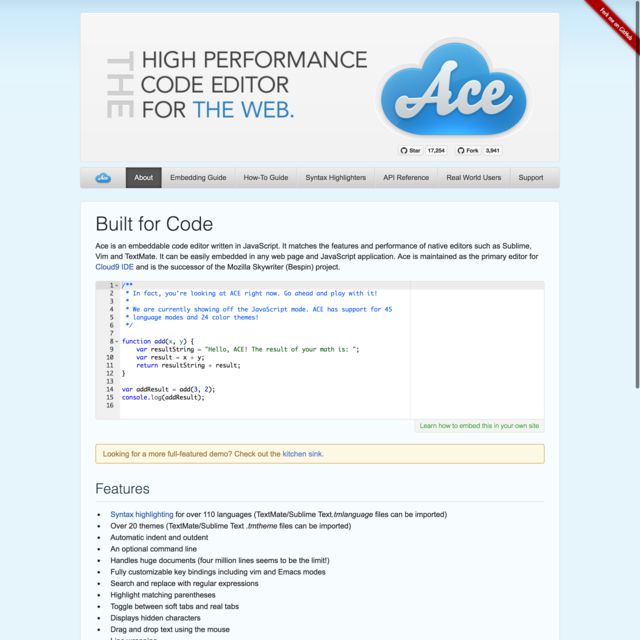 Fork me on GitHub
THE
HIGH PERFORMANCE
CODE EDITOR
FOR THE WEB.
Ace
Star 17,254 Fork 3,941
About Embedding Guide How-To Guide Syntax Highlighters API Reference Real World Users Support
Built for Code
Ace is an embeddable code editor written in JavaScript. It matches the features and performance of native editors such as Sublime,
Vim and TextMate. It can be easily embedded in any web page and JavaScript application. Ace is maintained as the primary editor for
Cloud9 IDE and is the successor of the Mozilla Skywriter (Bespin) project.
1 /**
2 * In fact, you're looking at ACE right now. Go ahead and play with it!
3 *
4 * We are currently showing off the JavaScript mode. ACE has support for 45
5 * language modes and 24 color themes!
6 */
7
8 function add(x, y) {
9 var resultString = "Hello, ACE! The result of your math is: ";
10 var result = x + y;
11 return resultString + result;
12 }
13
14 var addResult = add(3, 2);
15 console.log(addResult);
16
Learn how to embed this in your own site
Looking for a more full-featured demo? Check out the kitchen sink.
Features
• Syntax highlighting for over 110 languages (TextMate/Sublime Text.tmlanguage files can be imported)
• Over 20 themes (TextMate/Sublime Text .tmtheme files can be imported)
• Automatic indent and outdent
• An optional command line
• Handles huge documents (four million lines seems to be the limit!)
• Fully customizable key bindings including vim and Emacs modes
• Search and replace with regular expressions
• Highlight matching parentheses
• Toggle between soft tabs and real tabs
• Displays hidden characters
• Drag and drop text using the mouse